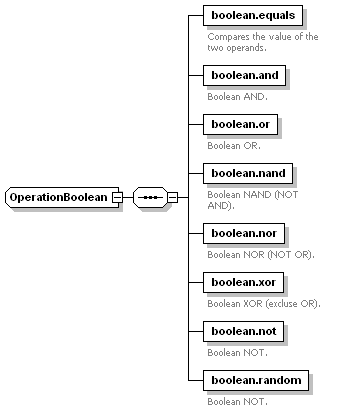 boolean.equals
Compares the value of the
two operands.
boolean.and
Boolean AND.
boolean.or
Boolean OR.
boolean.nand
Boolean NAND (NOT
AND).
OperationBoolean
boolean.nor
Boolean NOR (NOT OR).
boolean.xor
Boolean XOR (excluse OR).
boolean.not
Boolean NOT.
boolean.random
Boolean NOT.